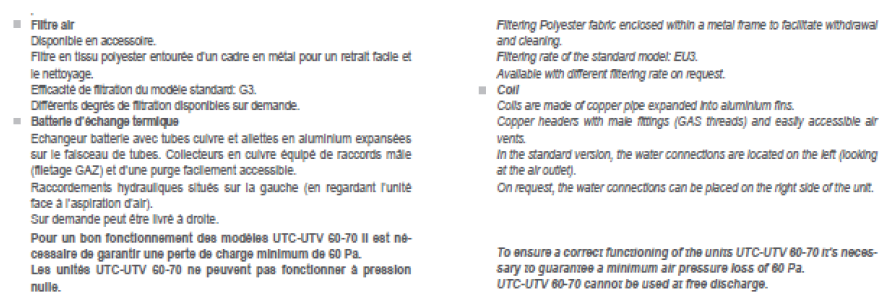 Filtre air
Disponible en accessoire.
Filtre en tissu polyester entourée d'un cadre en métal pour un retrait facile et
le nettoyage.
Efficacité de filtration du modèle standard: G3.
Différents degrés de filtration disponibles sur demande.
Batterie d'échange termique
Echangeur batterie avec tubes cuivre et ailettes en aluminium expansées
sur le faisceau de tubes. Collecteurs en cuivre équipé de raccords mâle
(filetage GAZ) et d'une purge facilement accessible.
Raccordements hydrauliques situés sur la gauche (en regardant l'unité
face à l'aspiration d'air).
Sur demande peut être livré à droite.
Pour un bon fonctionnement des modèles UTC-UTV 60-70 il est né-
cessaire de garantir une perte de charge minimum de 60 Pa.
Les unités UTC-UTV 60-70 ne peuvent pas fonctionner à pression
nulle.
Filtering Polyester fabric enclosed within a metal frame to facilitate withdrawal
and cleaning.
Filtering rate of the standard model: EU3.
Available with different filtering rate on request.
Coil
Coils are made of copper pipe expanded into aluminium fins.
Copper headers with male fittings (GAS threads) and easily accessible air
vents.
In the standard version, the water connections are located on the left (looking
at the air outlet).
On request, the water connections can be placed on the right side of the unit.
To ensure a correct functioning of the units UTC-UTV 60-70 it's neces-
sary to guarantee a minimum air pressure loss of 60 Pa.
UTC-UTV 60-70 cannot be used at free discharge.